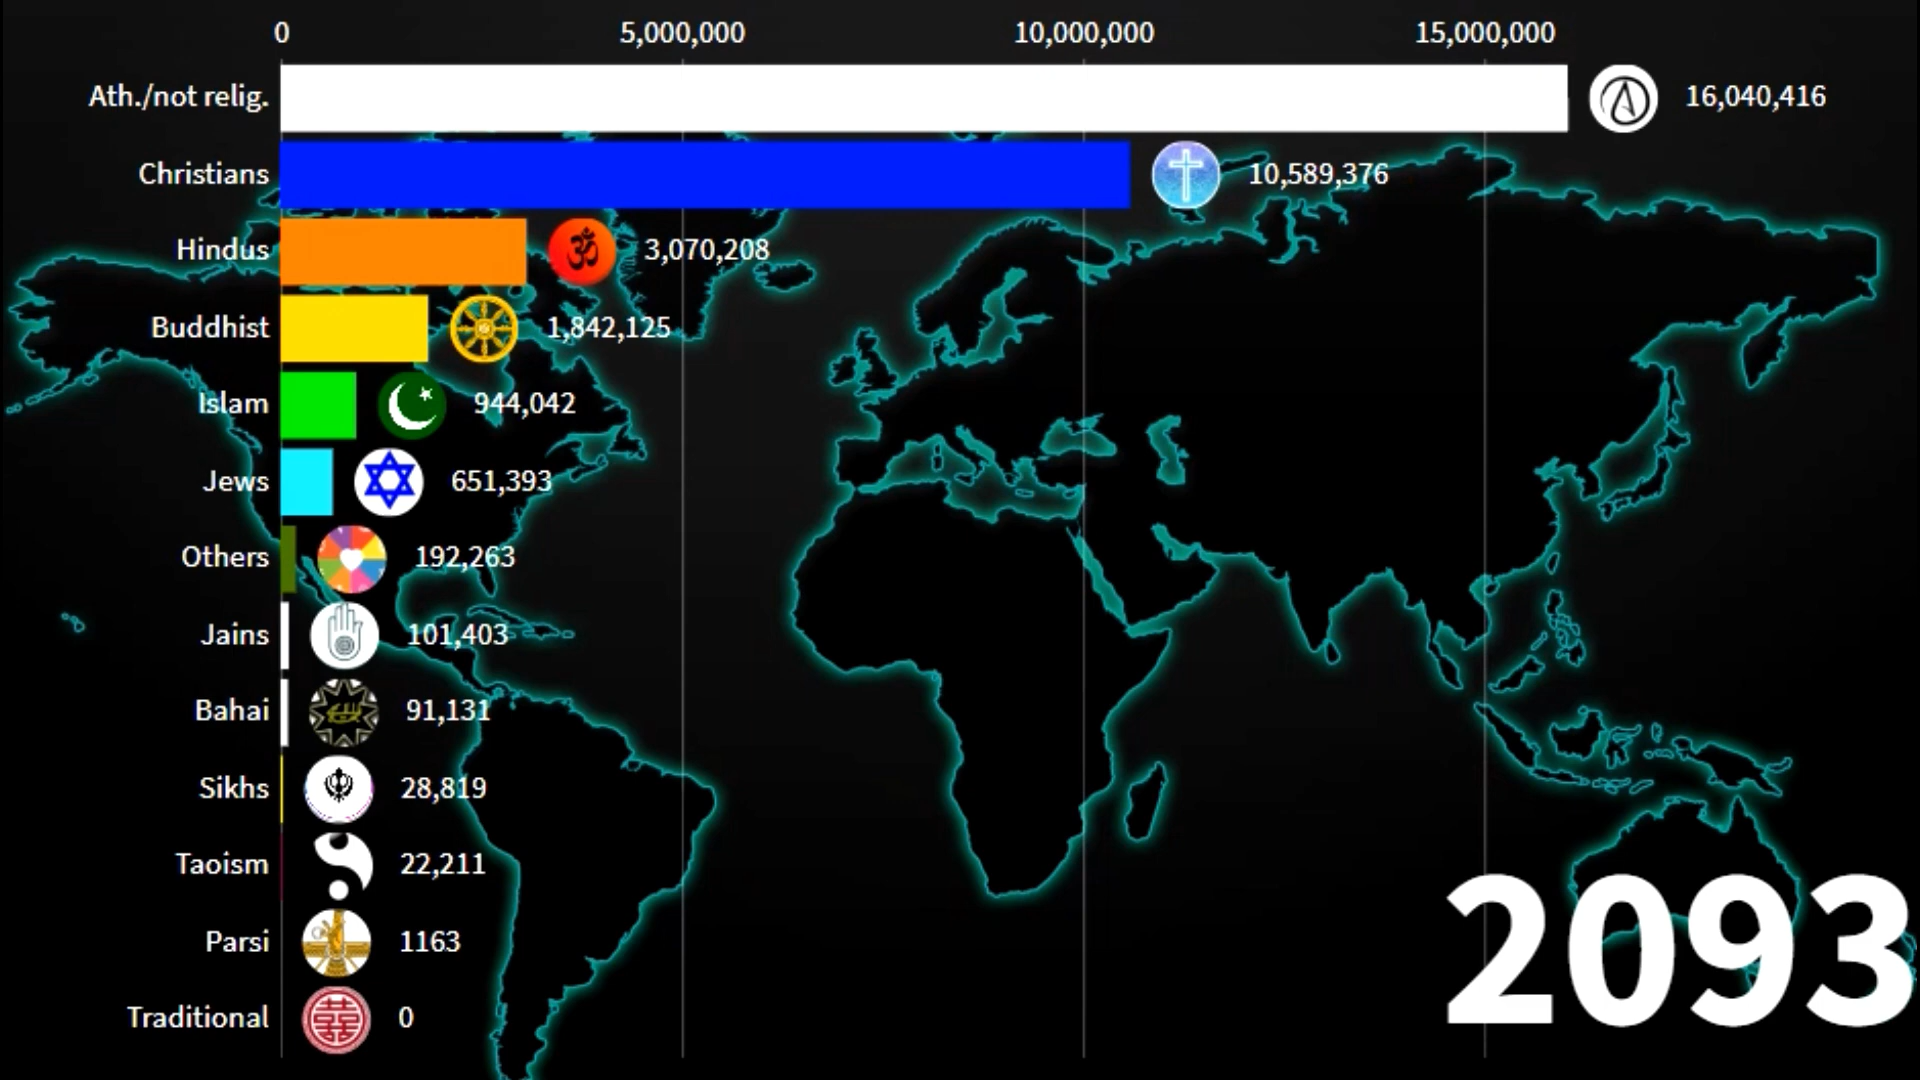 0 5,000,000 10,000,000 15,000,000
Ath./not relig. 16,040,416
Christians 10,589,376
Hindus ॐ 3,070,208
Buddhist 1,842,125
Islam 944,042
Jews 651,393
Others 192,263
Jains 101,403
Bahai 91,131
Sikhs 28,819
Taoism 22,211
Parsi 1163
Traditional 囍 0
2093